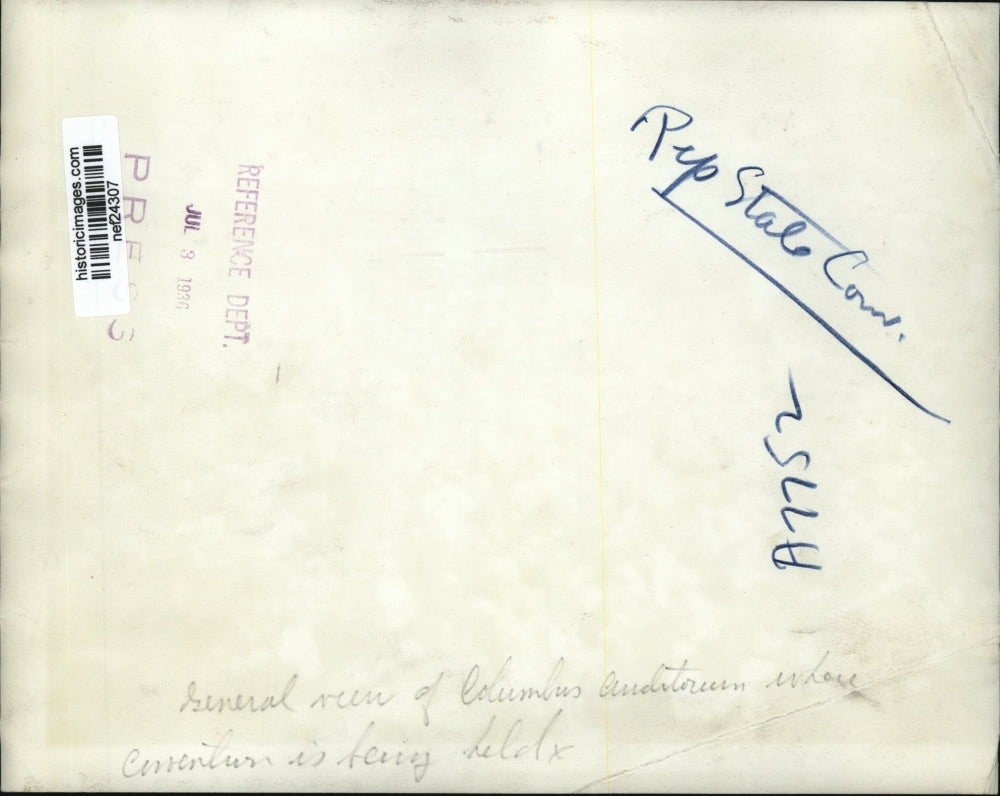 historicimages.com
nef24307
PRESS
JUL 3 1936
REFERENCE DEPT.
Rep State Conv.
General view of Columbus auditorium where
convention is being held x